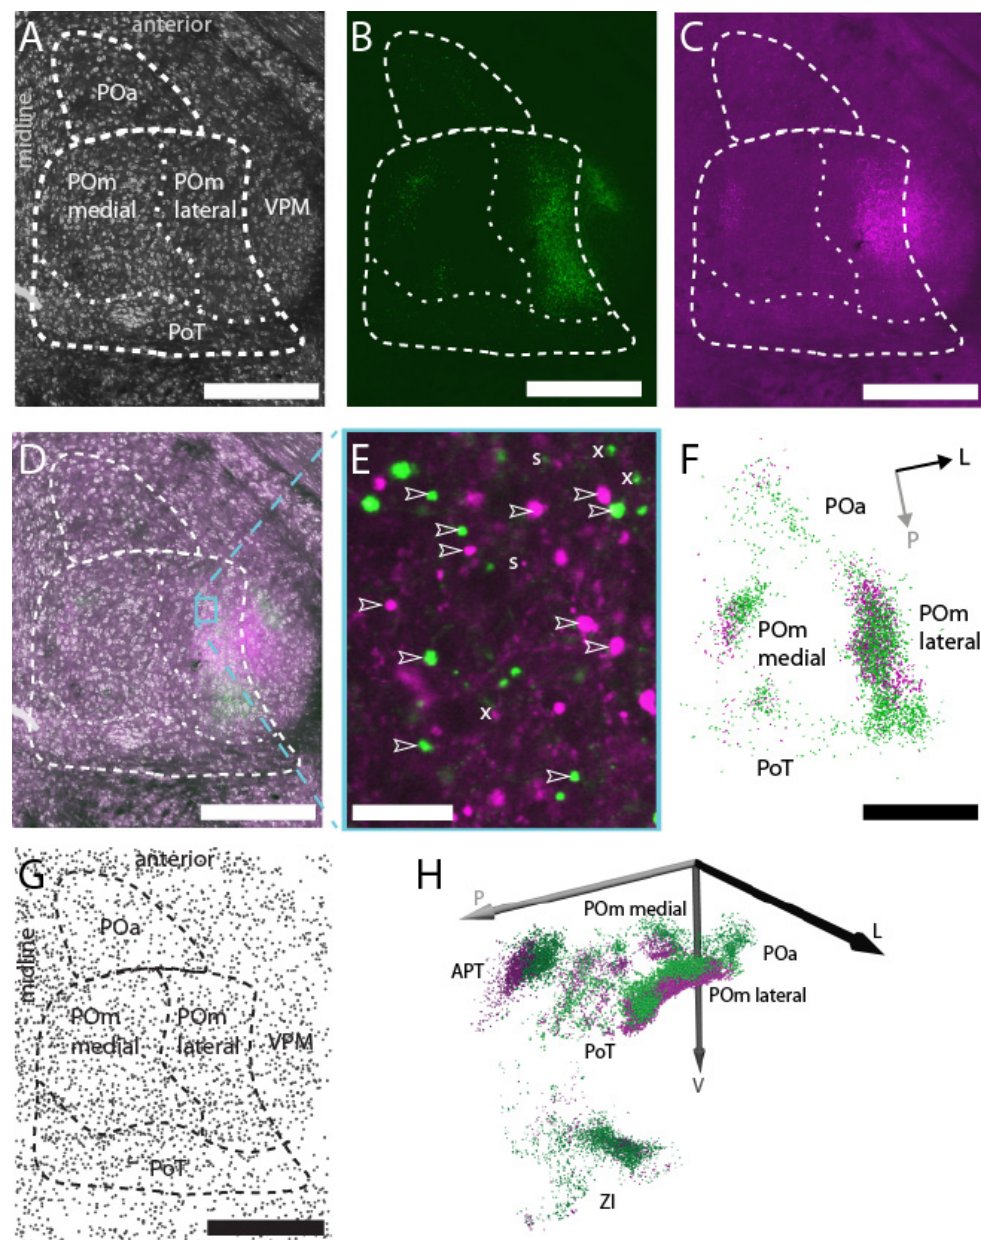 A
anterior
midline
POa
POm
medial
POm
lateral
VPM
PoT
B
C
D
E
s
x
x
s
x
F
L
P
POa
POm
medial
POm
lateral
PoT
G
anterior
midline
POa
POm
medial
POm
lateral
VPM
PoT
H
P
L
V
POm medial
POa
APT
POm lateral
PoT
ZI